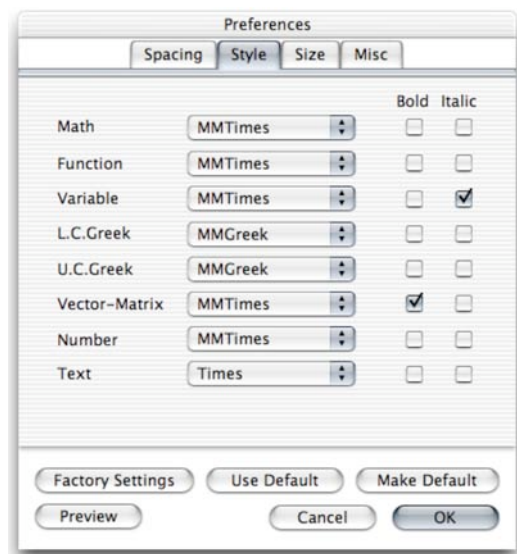 Preferences
Spacing Style Size Misc
Bold Italic
Math MMTimes
Function MMTimes
Variable MMTimes
L.C.Greek MMGreek
U.C.Greek MMGreek
Vector-Matrix MMTimes
Number MMTimes
Text Times
Factory Settings Use Default Make Default
Preview Cancel OK